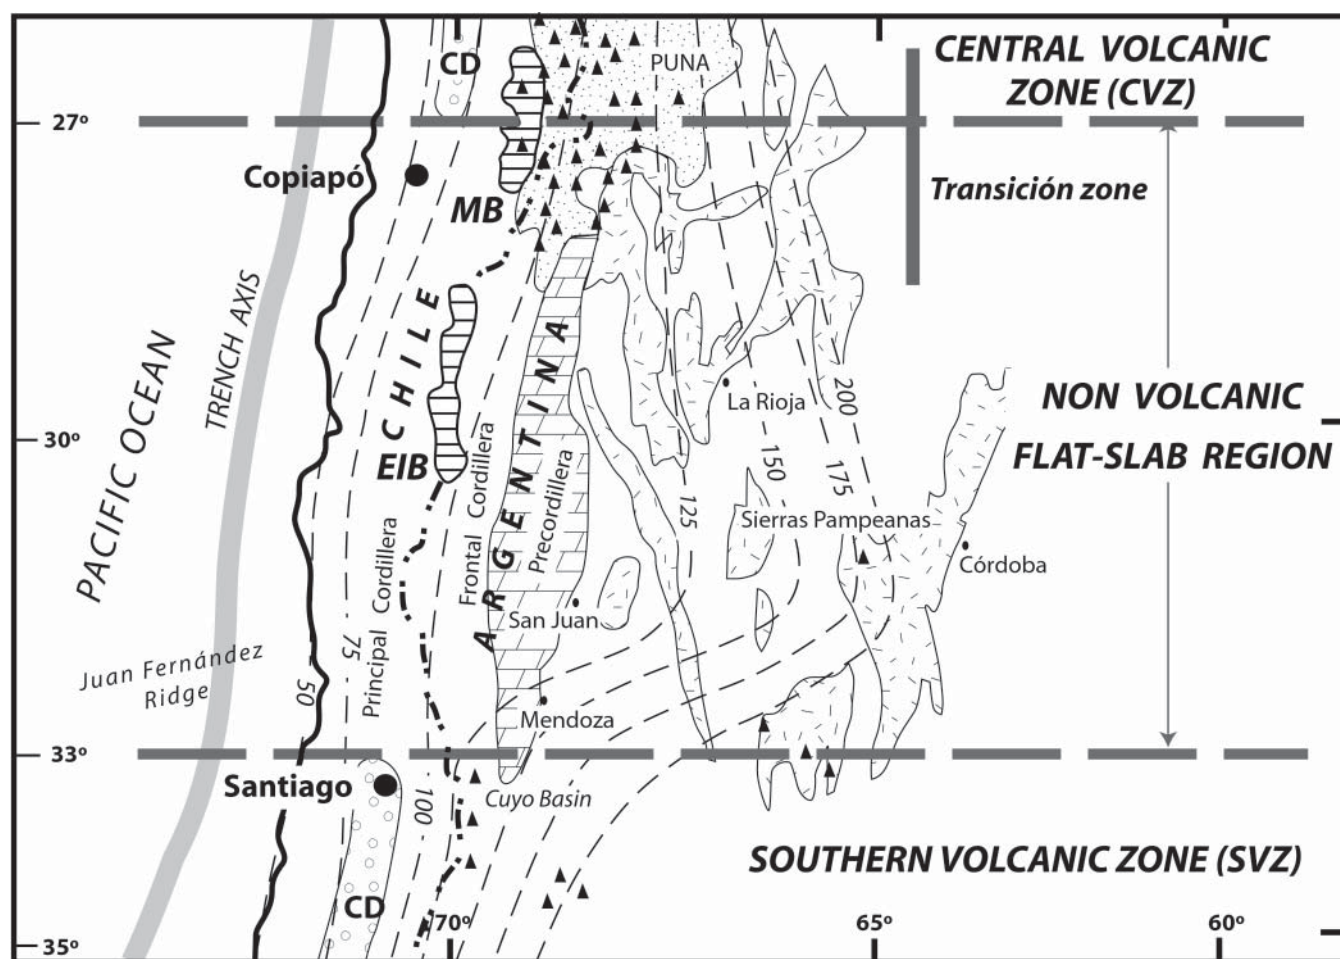 CENTRAL VOLCANIC
ZONE (CVZ)
CD
PUNA
27º
Copiapó
MB
Transición zone
PACIFIC OCEAN
TRENCH AXIS
CHILE
ARGENTINA
La Rioja
200
NON VOLCANIC
FLAT-SLAB REGION
30º
EIB
Frontal Cordillera
Precordillera
150
175
125
Sierras Pampeanas
Córdoba
Principal Cordillera
San Juan
Juan Fernández
Ridge
50
75
Mendoza
33º
Santiago
100
Cuyo Basin
SOUTHERN VOLCANIC ZONE (SVZ)
CD
70º
65º
60º
35º